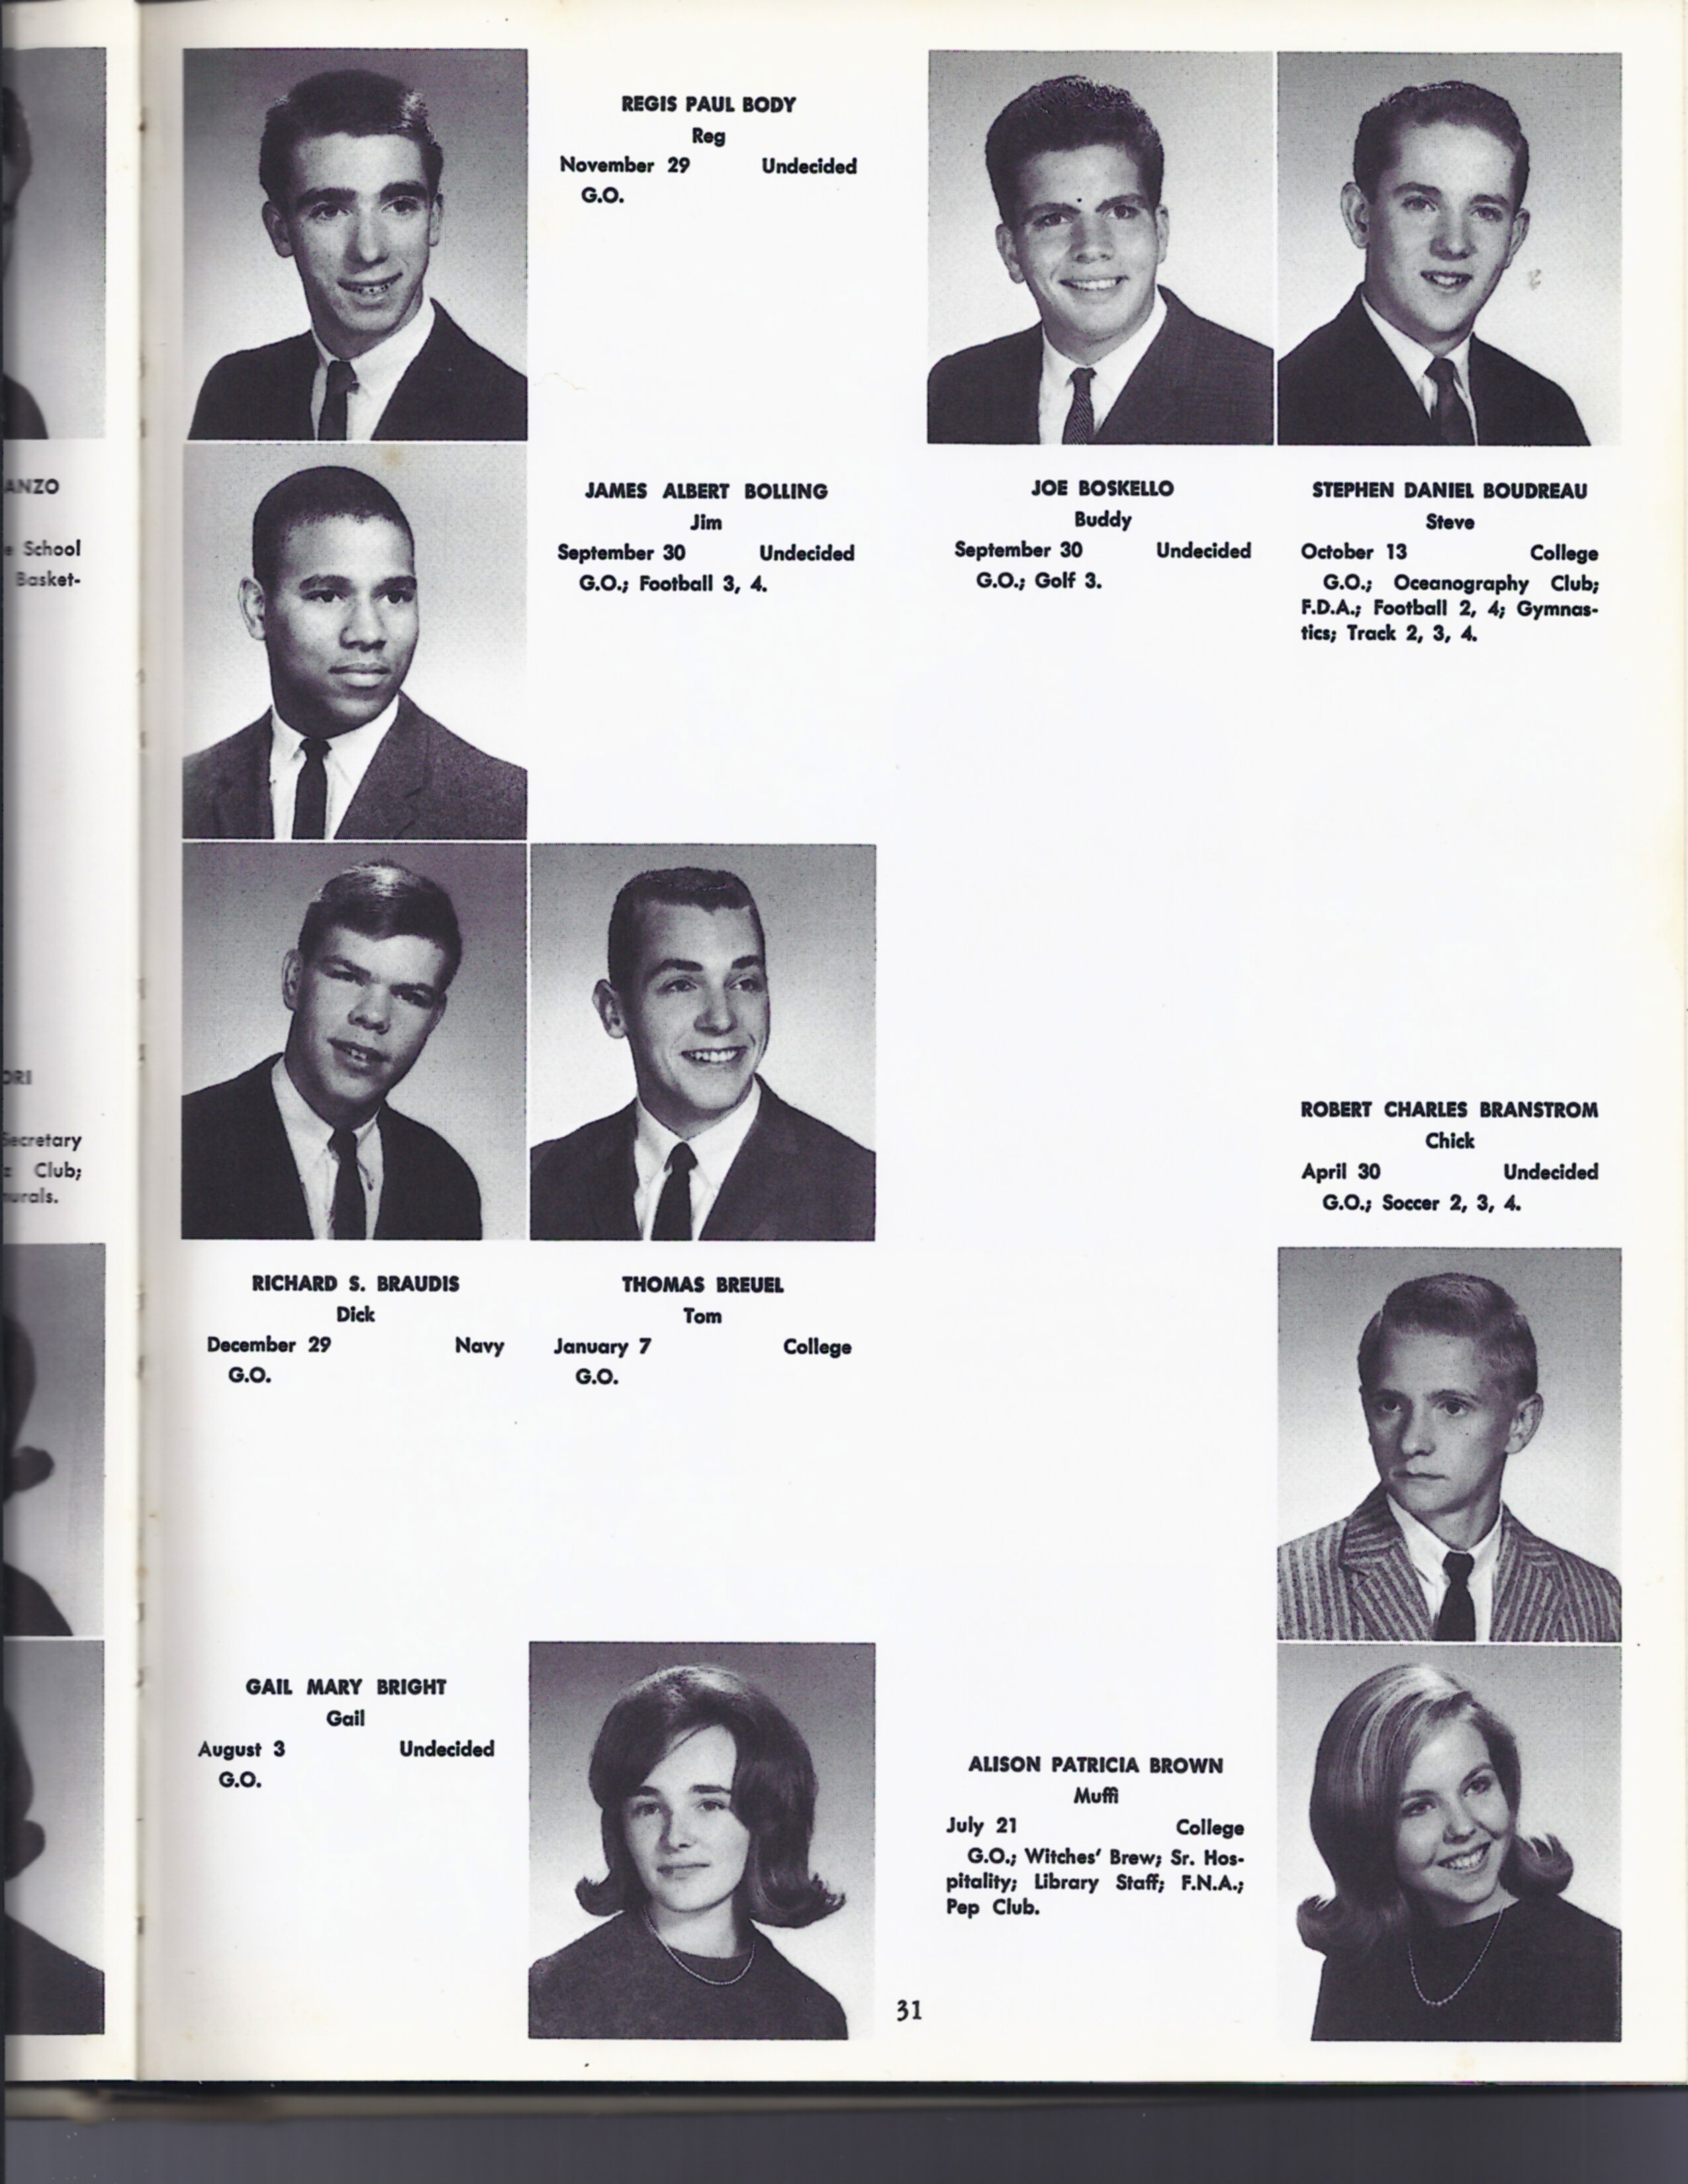 ANZO
School
Basket-
Secretary
Club;
REGIS PAUL BODY
Reg
November 29 Undecided
G.O.
JAMES ALBERT BOLLING
Jim
September 30 Undecided
G.O.; Football 3, 4.
JOE BOSKELLO
Buddy
September 30 Undecided
G.O.; Golf 3.
STEPHEN DANIEL BOUDREAU
Steve
October 13 College
G.O.; Oceanography Club;
F.D.A.; Football 2, 4; Gymnas-
tics; Track 2, 3, 4.
ROBERT CHARLES BRANSTROM
Chick
April 30 Undecided
G.O.; Soccer 2, 3, 4.
RICHARD S. BRAUDIS
Dick
December 29 Navy
G.O.
THOMAS BREUEL
Tom
January 7 College
G.O.
GAIL MARY BRIGHT
Gail
August 3 Undecided
G.O.
ALISON PATRICIA BROWN
Muffi
July 21 College
G.O.; Witches' Brew; Sr. Hos-
pitality; Library Staff; F.N.A.;
Pep Club.
31